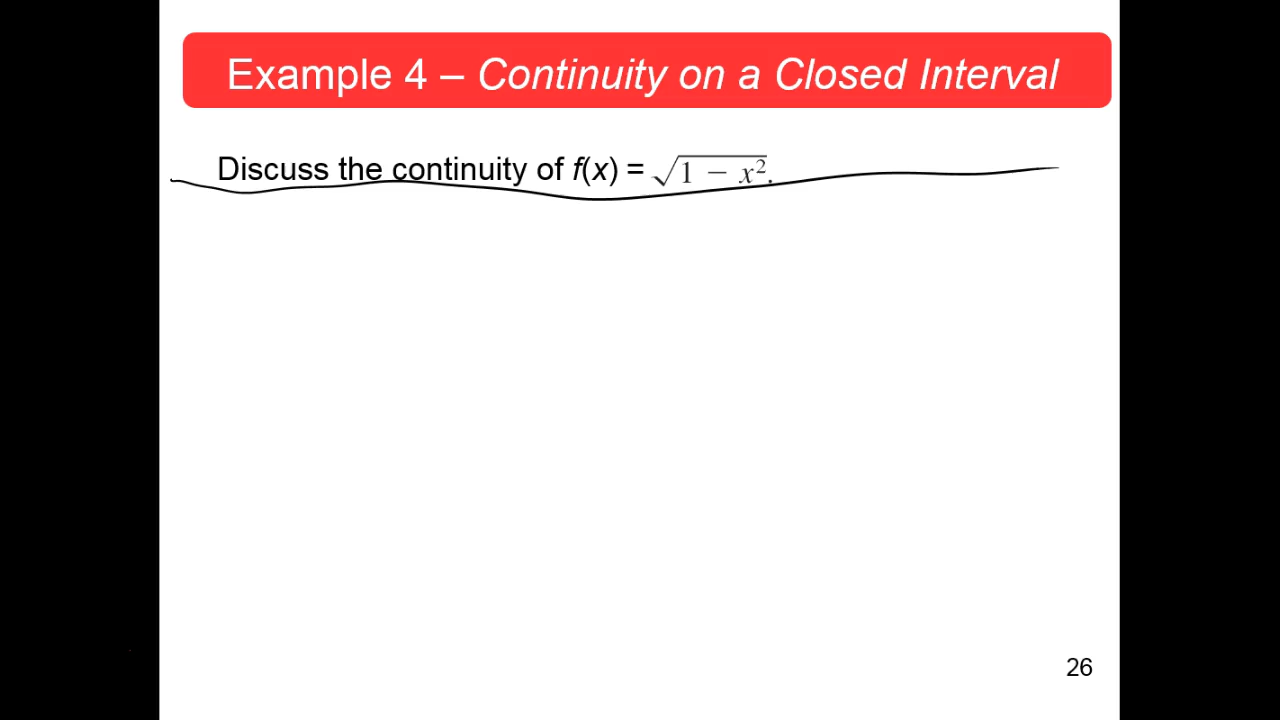 Example 4 – Continuity on a Closed Interval
Discuss the continuity of f(x) = √1 − x².
26